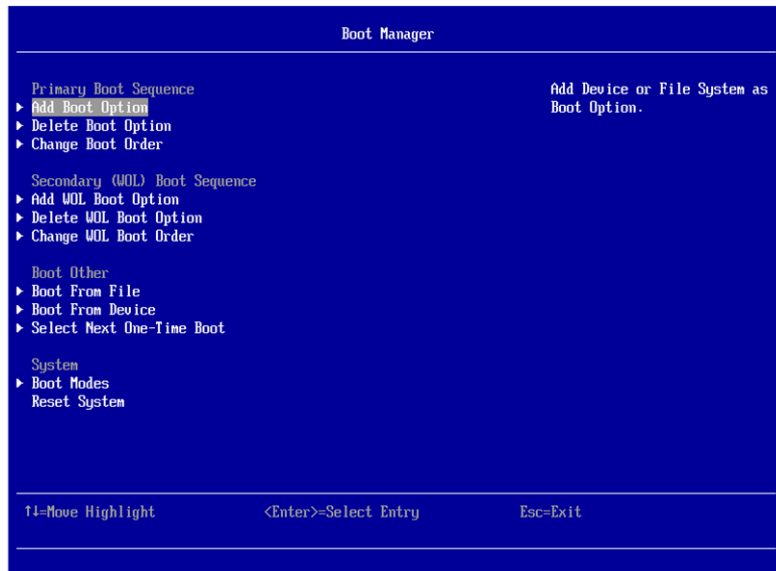 Boot Manager
Primary Boot Sequence
Add Device or File System as
▶ Add Boot Option
Boot Option.
▶ Delete Boot Option
▶ Change Boot Order
Secondary (WOL) Boot Sequence
▶ Add WOL Boot Option
▶ Delete WOL Boot Option
▶ Change WOL Boot Order
Boot Other
▶ Boot From File
▶ Boot From Device
▶ Select Next One-Time Boot
System
▶ Boot Modes
Reset System
↑↓=Move Highlight <Enter>=Select Entry Esc=Exit